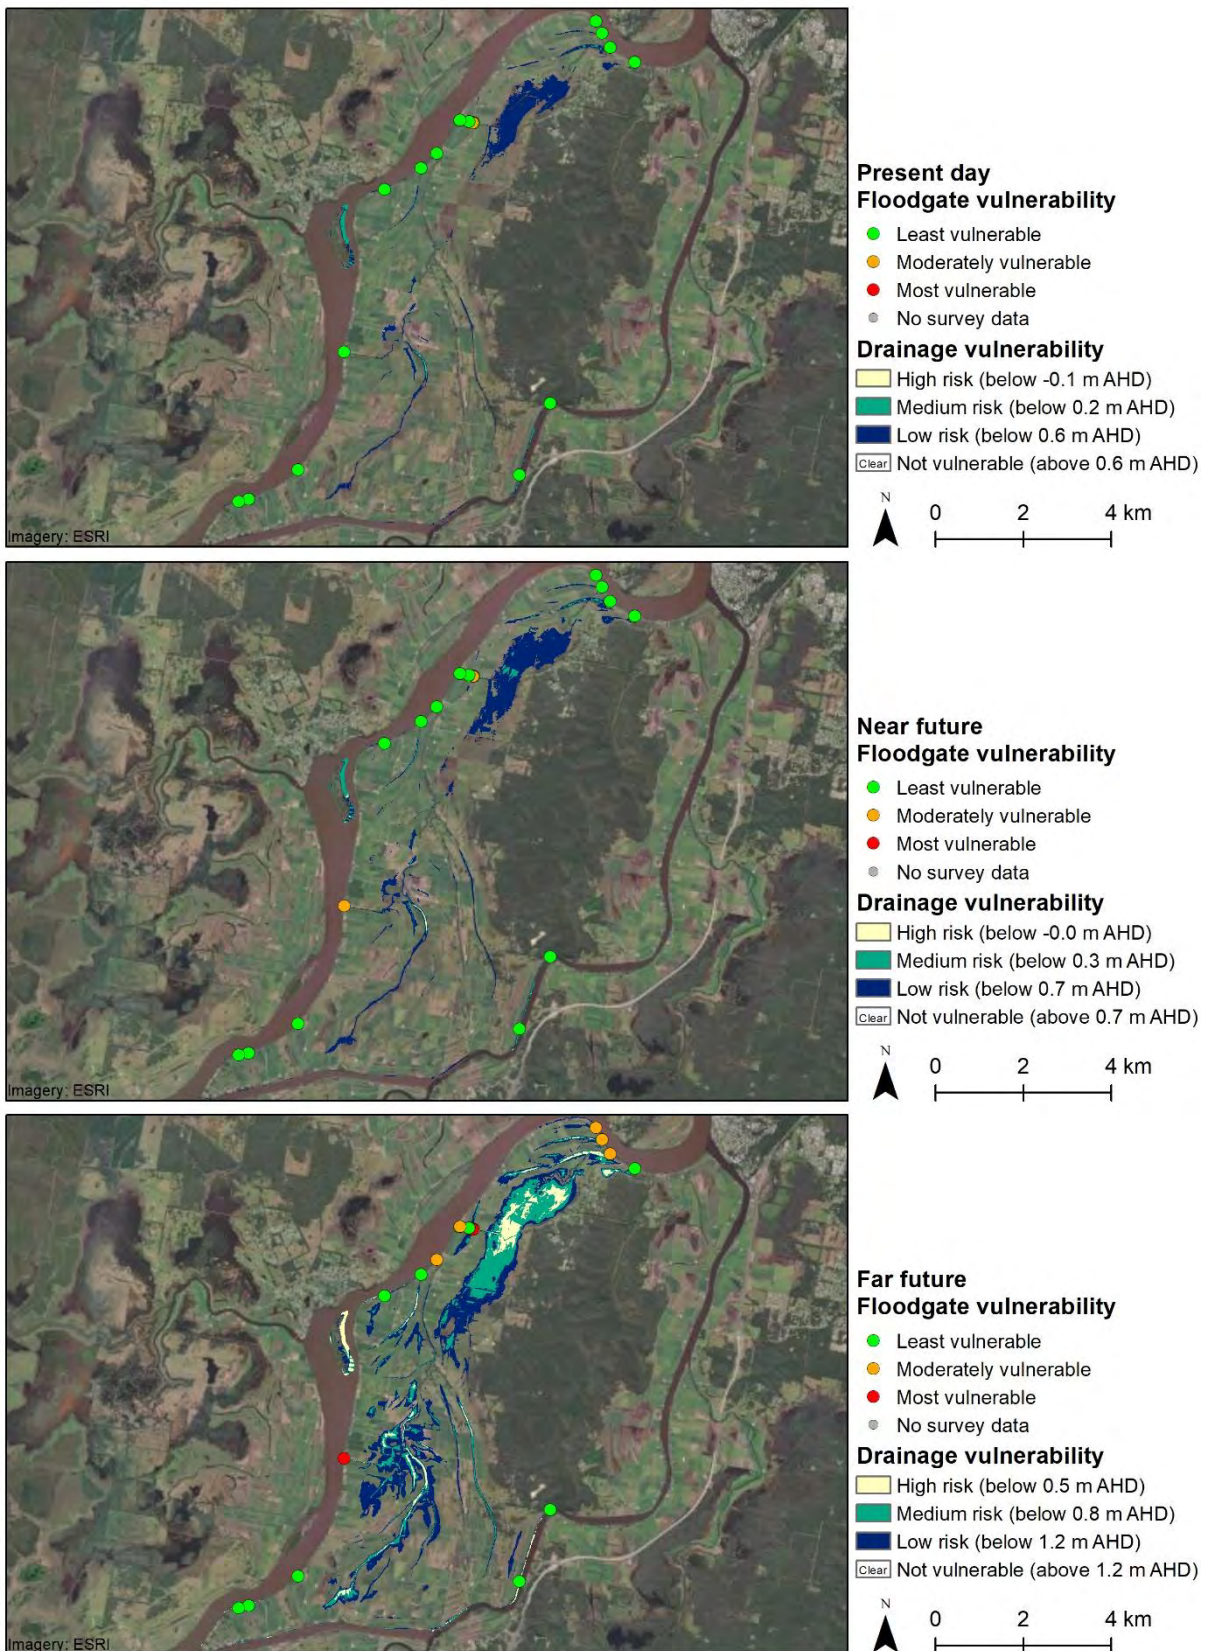 Present day
Floodgate vulnerability
Least vulnerable
Moderately vulnerable
Most vulnerable
No survey data
Drainage vulnerability
High risk (below -0.1 m AHD)
Medium risk (below 0.2 m AHD)
Low risk (below 0.6 m AHD)
Clear Not vulnerable (above 0.6 m AHD)
N
0 2 4 km
Imagery: ESRI
Near future
Floodgate vulnerability
Least vulnerable
Moderately vulnerable
Most vulnerable
No survey data
Drainage vulnerability
High risk (below -0.0 m AHD)
Medium risk (below 0.3 m AHD)
Low risk (below 0.7 m AHD)
Clear Not vulnerable (above 0.7 m AHD)
N
0 2 4 km
Imagery: ESRI
Far future
Floodgate vulnerability
Least vulnerable
Moderately vulnerable
Most vulnerable
No survey data
Drainage vulnerability
High risk (below 0.5 m AHD)
Medium risk (below 0.8 m AHD)
Low risk (below 1.2 m AHD)
Clear Not vulnerable (above 1.2 m AHD)
N
0 2 4 km
Imagery: ESRI